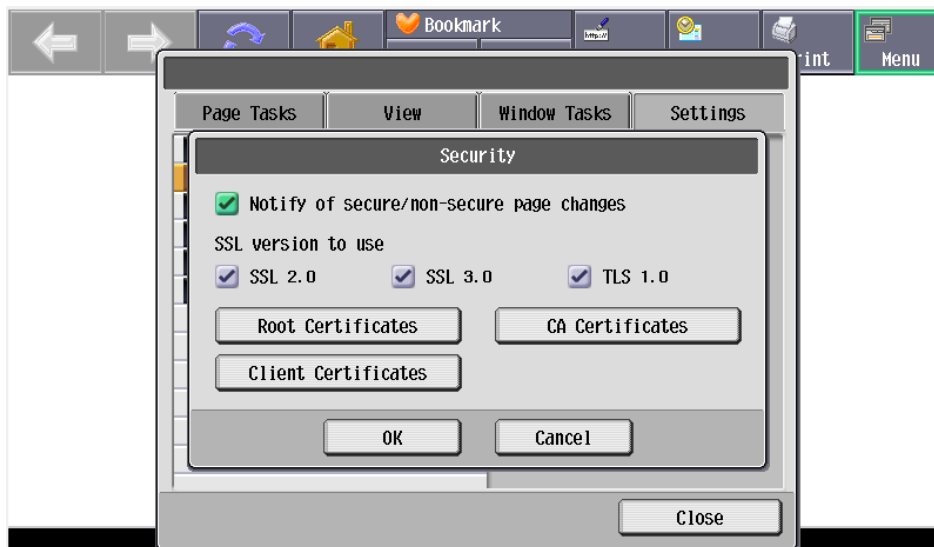 Bookmark
http://
rint
Menu
Page Tasks
View
Window Tasks
Settings
Security
Notify of secure/non-secure page changes
SSL version to use
SSL 2.0
SSL 3.0
TLS 1.0
Root Certificates
CA Certificates
Client Certificates
OK
Cancel
Close